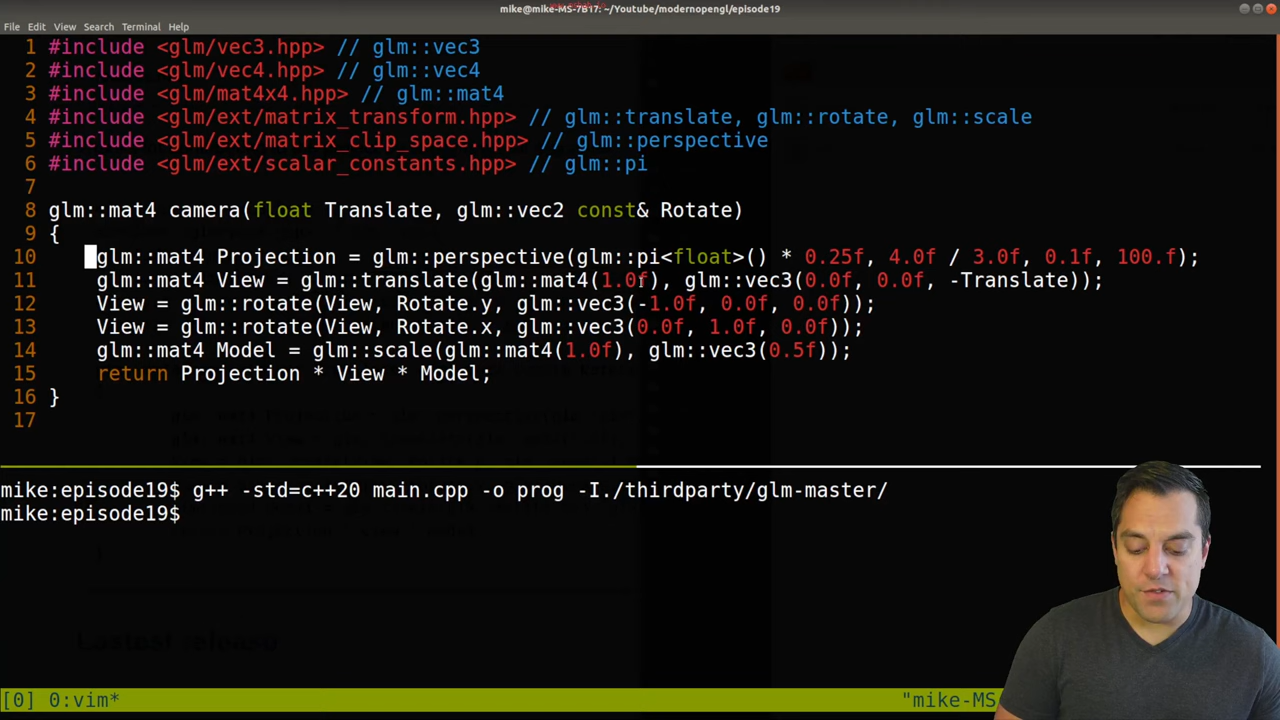 mike@mike-MS-7B17: ~/Youtube/modernopengl/episode19
File Edit View Search Terminal Help
1 #include <glm/vec3.hpp> // glm::vec3
2 #include <glm/vec4.hpp> // glm::vec4
3 #include <glm/mat4x4.hpp> // glm::mat4
4 #include <glm/ext/matrix_transform.hpp> // glm::translate, glm::rotate, glm::scale
5 #include <glm/ext/matrix_clip_space.hpp> // glm::perspective
6 #include <glm/ext/scalar_constants.hpp> // glm::pi
7
8 glm::mat4 camera(float Translate, glm::vec2 const& Rotate)
9 {
10 glm::mat4 Projection = glm::perspective(glm::pi<float>() * 0.25f, 4.0f / 3.0f, 0.1f, 100.f);
11 glm::mat4 View = glm::translate(glm::mat4(1.0f), glm::vec3(0.0f, 0.0f, -Translate));
12 View = glm::rotate(View, Rotate.y, glm::vec3(-1.0f, 0.0f, 0.0f));
13 View = glm::rotate(View, Rotate.x, glm::vec3(0.0f, 1.0f, 0.0f));
14 glm::mat4 Model = glm::scale(glm::mat4(1.0f), glm::vec3(0.5f));
15 return Projection * View * Model;
16 }
17
mike:episode19$ g++ -std=c++20 main.cpp -o prog -I./thirdparty/glm-master/
mike:episode19$
[0] 0:vim* "mike-MS